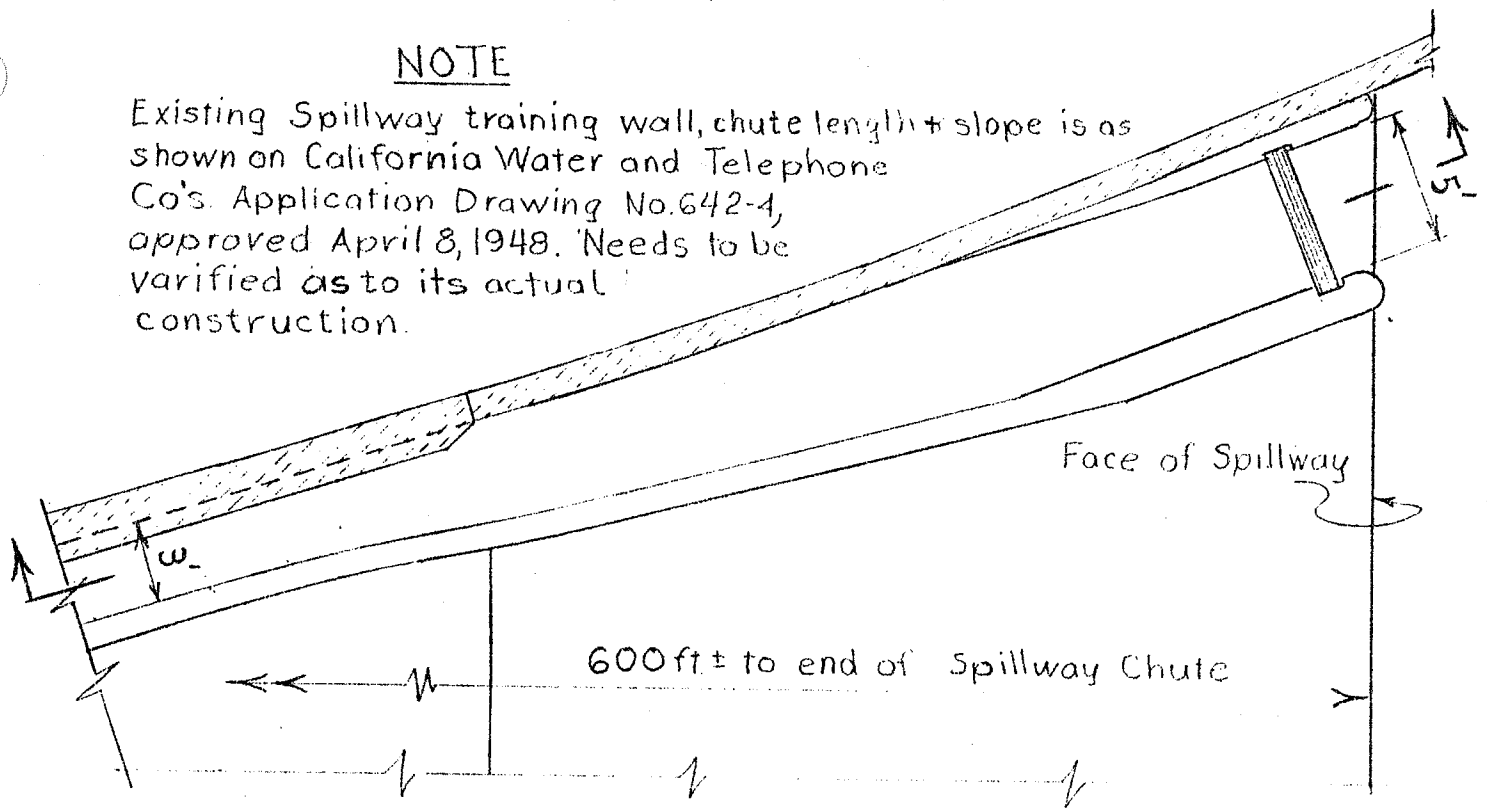 NOTE
Existing Spillway training wall, chute length + slope is as
shown on California Water and Telephone
Co's. Application Drawing No. 642-4,
approved April 8, 1948. Needs to be
varified as to its actual
construction.
5'
Face of Spillway
3'
600 ft ± to end of Spillway Chute